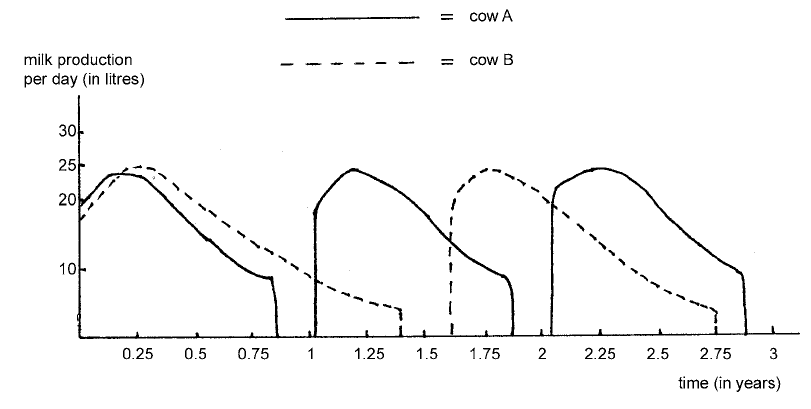 = cow A
= cow B
milk production
per day (in litres)
30
25
20
10
0.25 0.5 0.75 1 1.25 1.5 1.75 2 2.25 2.5 2.75 3
time (in years)